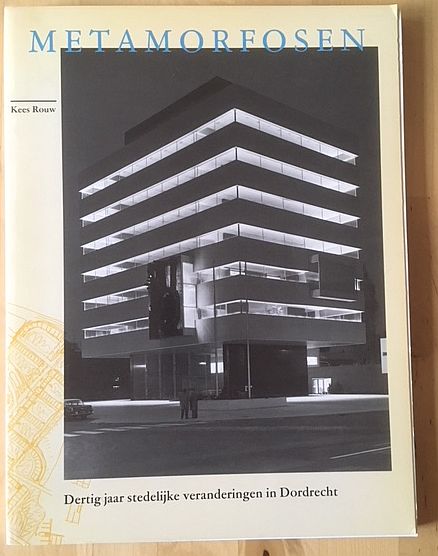 METAMORFOSEN
Kees Rouw
Dertig jaar stedelijke veranderingen in Dordrecht